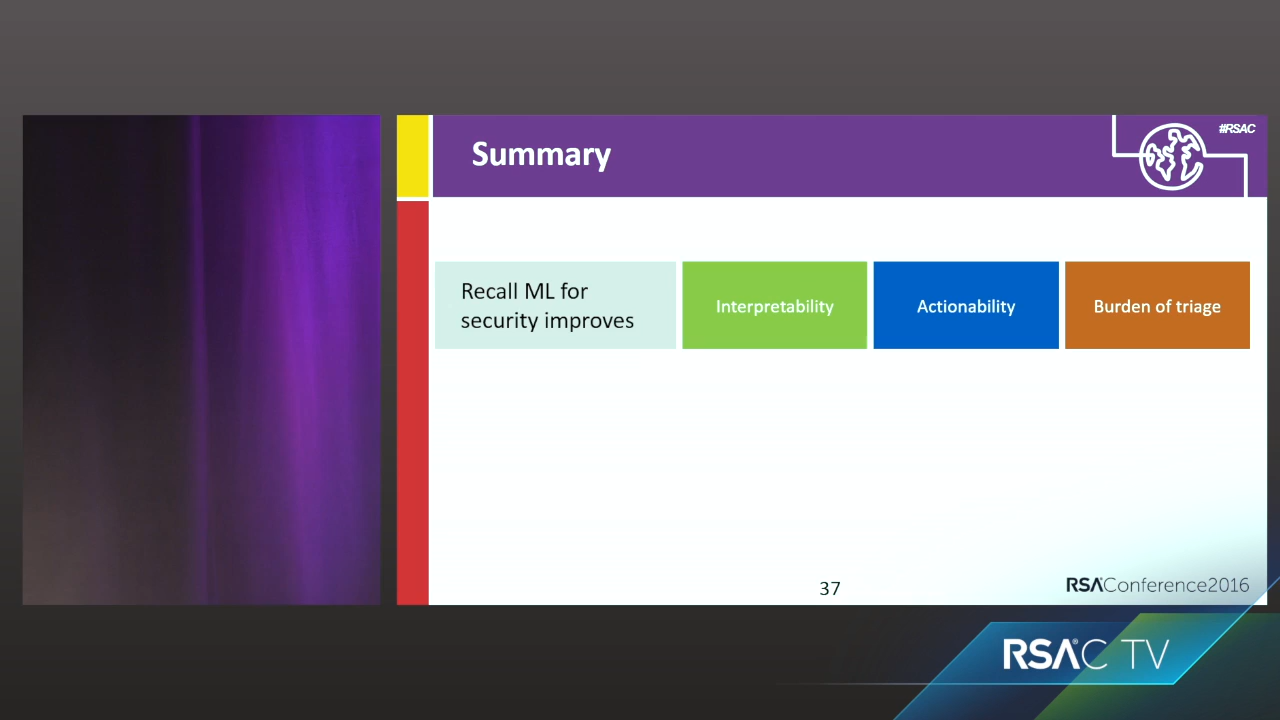 Summary
#RSAC
Recall ML for
security improves
Interpretability
Actionability
Burden of triage
37
RSAConference2016
RSAC TV